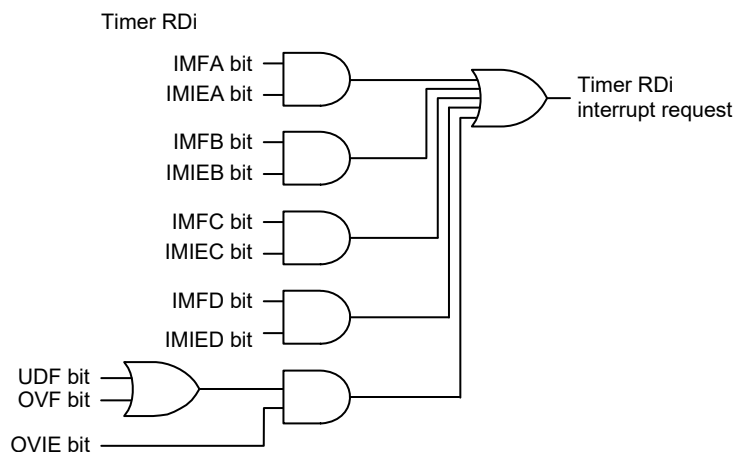 Timer RDi
IMFA bit
IMIEA bit
Timer RDi
interrupt request
IMFB bit
IMIEB bit
IMFC bit
IMIEC bit
IMFD bit
IMIED bit
UDF bit
OVF bit
OVIE bit